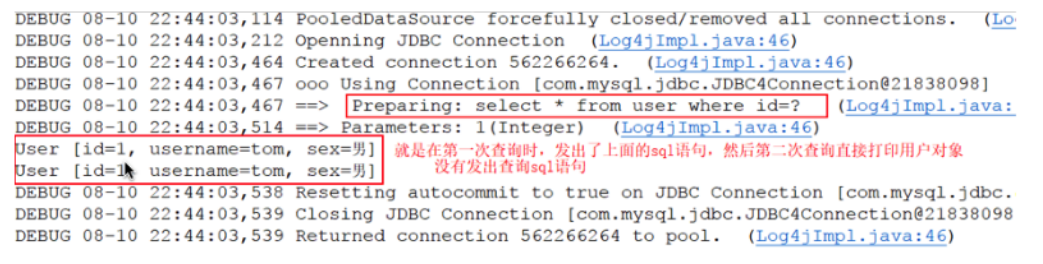 DEBUG 08-10 22:44:03,114 PooledDataSource forcefully closed/removed all connections. (Lo
DEBUG 08-10 22:44:03,212 Openning JDBC Connection (Log4jImpl.java:46)
DEBUG 08-10 22:44:03,464 Created connection 562266264. (Log4jImpl.java:46)
DEBUG 08-10 22:44:03,467 ooo Using Connection [com.mysql.jdbc.JDBC4Connection@21838098]
DEBUG 08-10 22:44:03,467 ==> Preparing: select * from user where id=? (Log4jImpl.java:
DEBUG 08-10 22:44:03,514 ==> Parameters: 1(Integer) (Log4jImpl.java:46)
User [id=1, username=tom, sex=男] 就是在第一次查询时，发出了上面的sql语句，然后第二次查询直接打印用户对象
User [id=1, username=tom, sex=男] 没有发出查询sql语句
DEBUG 08-10 22:44:03,538 Resetting autocommit to true on JDBC Connection [com.mysql.jdbc.
DEBUG 08-10 22:44:03,539 Closing JDBC Connection [com.mysql.jdbc.JDBC4Connection@21838098
DEBUG 08-10 22:44:03,539 Returned connection 562266264 to pool. (Log4jImpl.java:46)